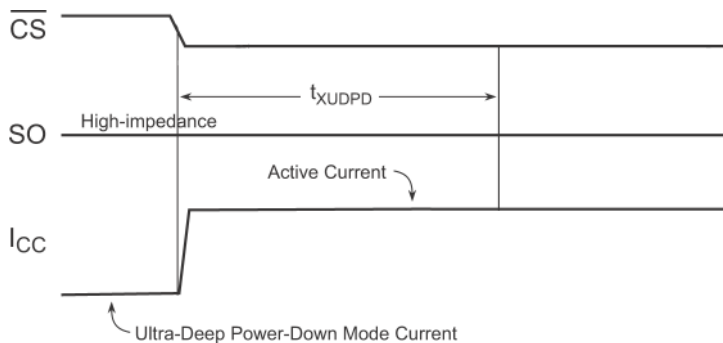 CS
tXUDPD
High-impedance
SO
Active Current
ICC
Ultra-Deep Power-Down Mode Current